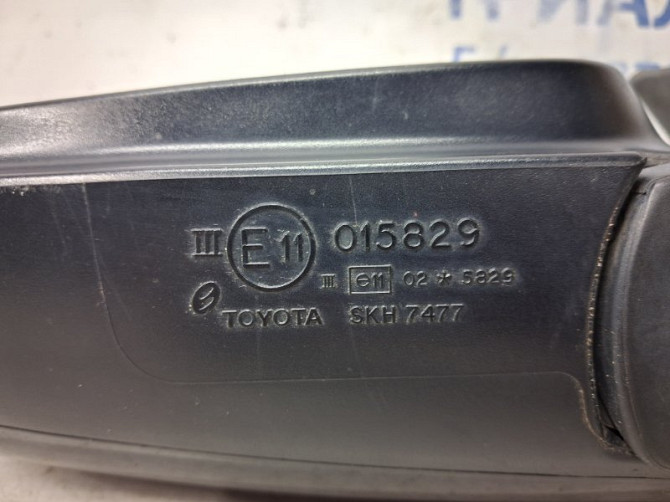 III E11 015829
III e11 02 * 5829
TOYOTA SKH 7477